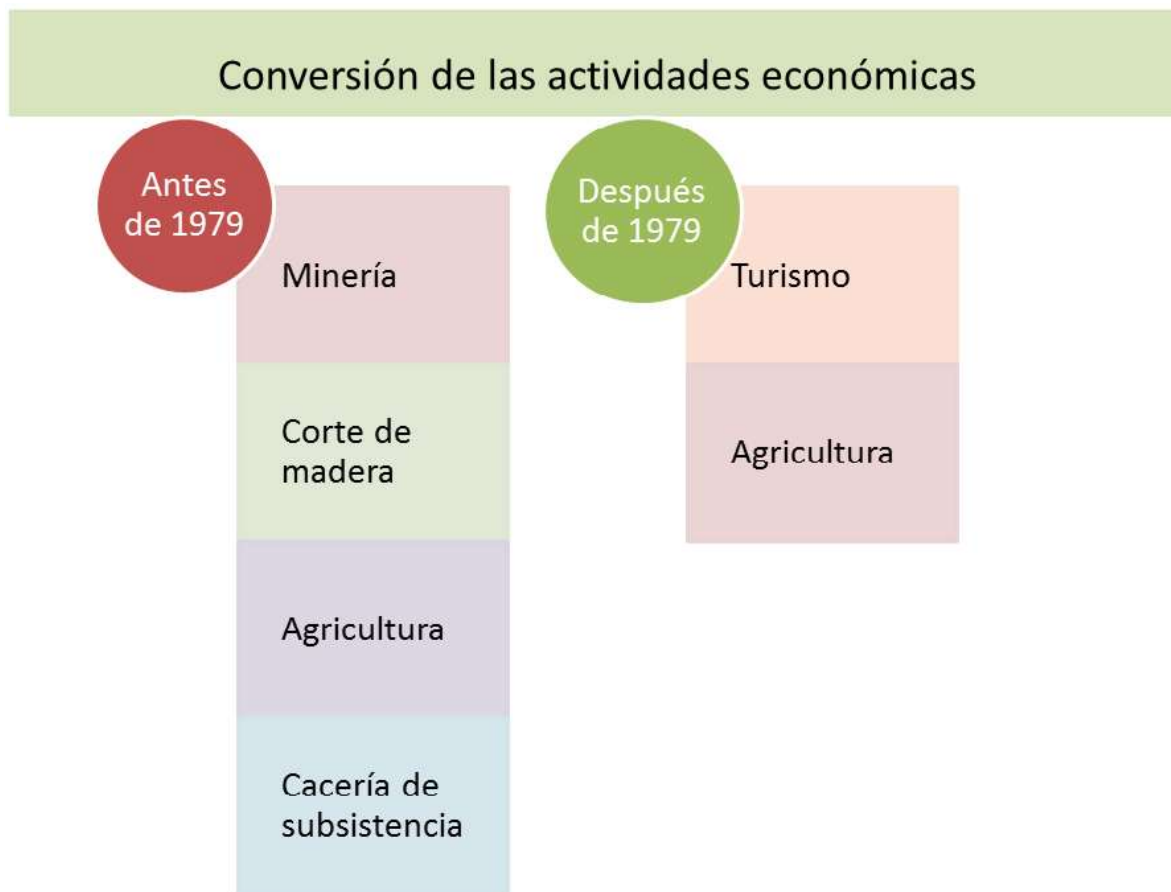 Conversión de las actividades económicas
Antes
de 1979
Minería
Corte de
madera
Agricultura
Cacería de
subsistencia
Después
de 1979
Turismo
Agricultura